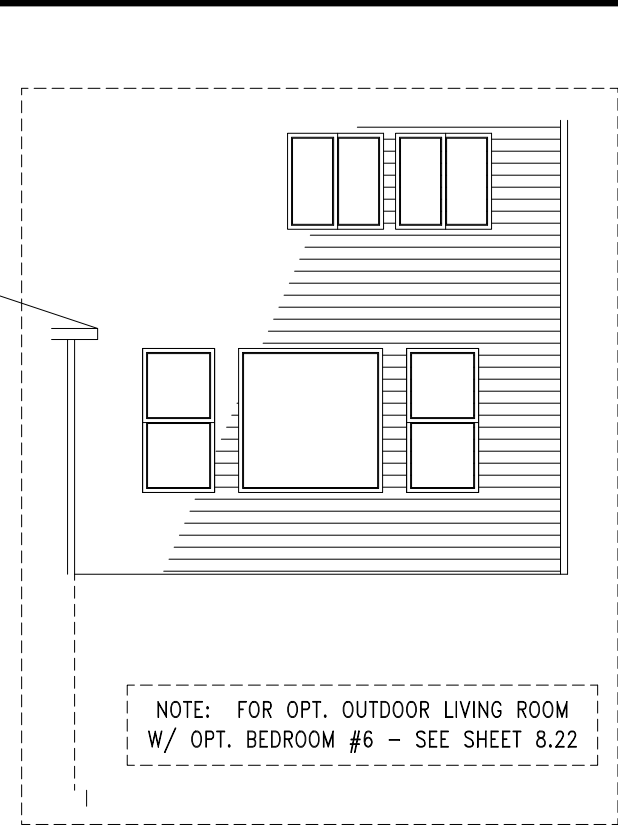 NOTE: FOR OPT. OUTDOOR LIVING ROOM
W/ OPT. BEDROOM #6 – SEE SHEET 8.22